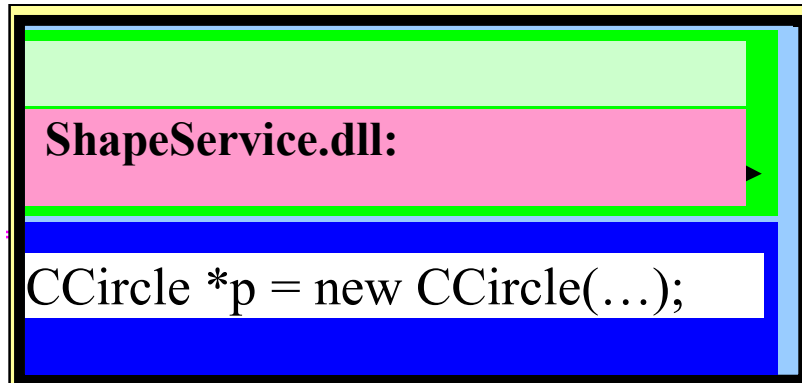 ShapeService.dll:
CCircle *p = new CCircle(…);